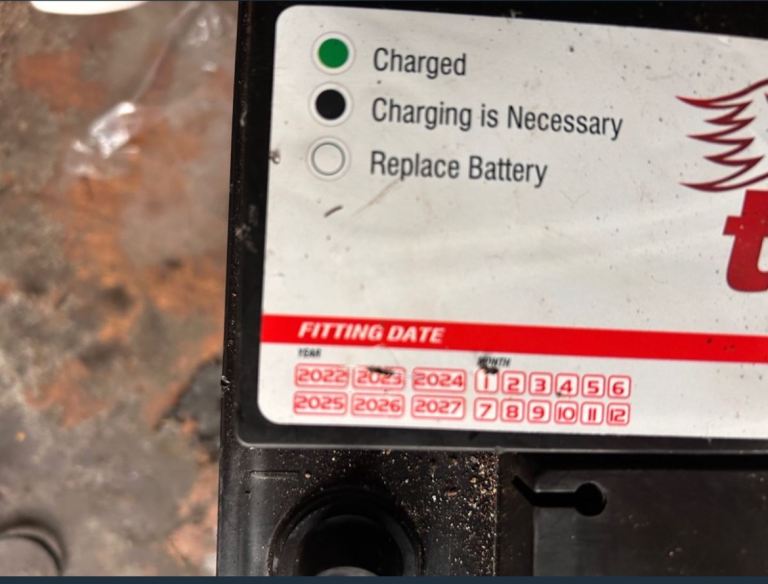 Charged
Charging is Necessary
Replace Battery
t
FITTING DATE
YEAR MONTH
2022 2023 2024 1 2 3 4 5 6
2025 2026 2027 7 8 9 10 11 12